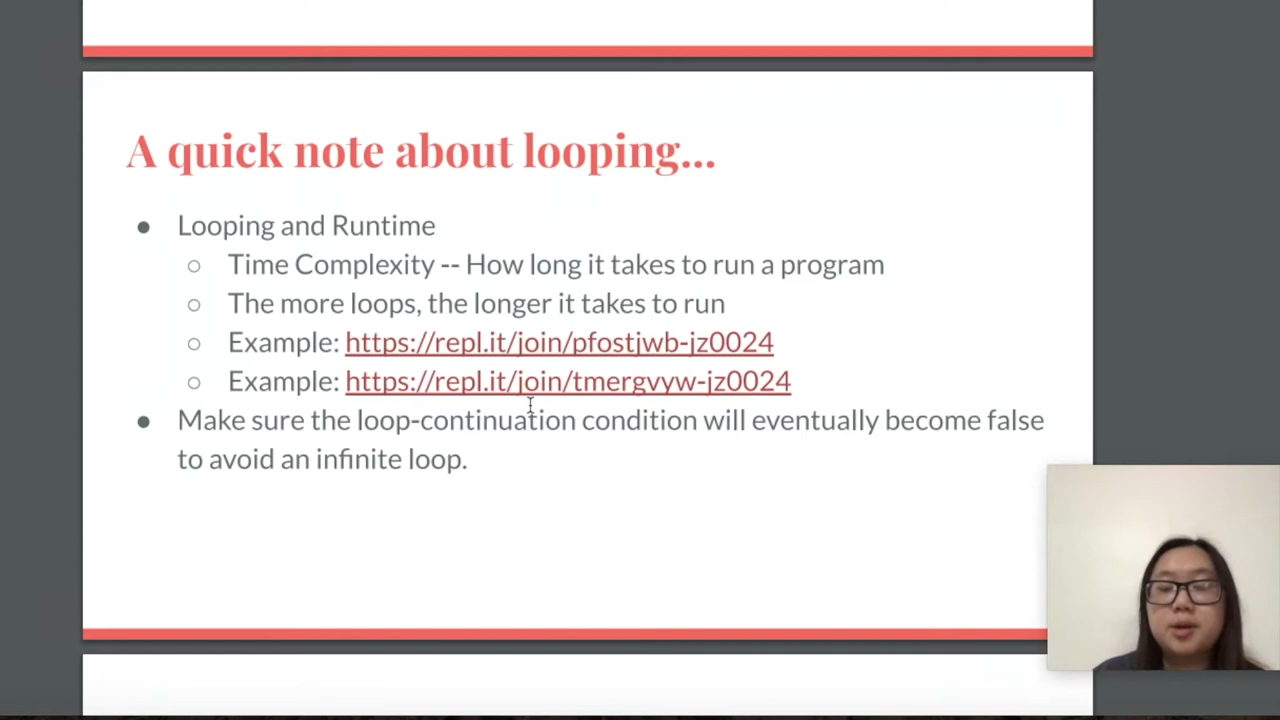 A quick note about looping...
● Looping and Runtime
○ Time Complexity -- How long it takes to run a program
○ The more loops, the longer it takes to run
○ Example: https://repl.it/join/pfostjwb-jz0024
○ Example: https://repl.it/join/tmergvyw-jz0024
● Make sure the loop-continuation condition will eventually become false
to avoid an infinite loop.